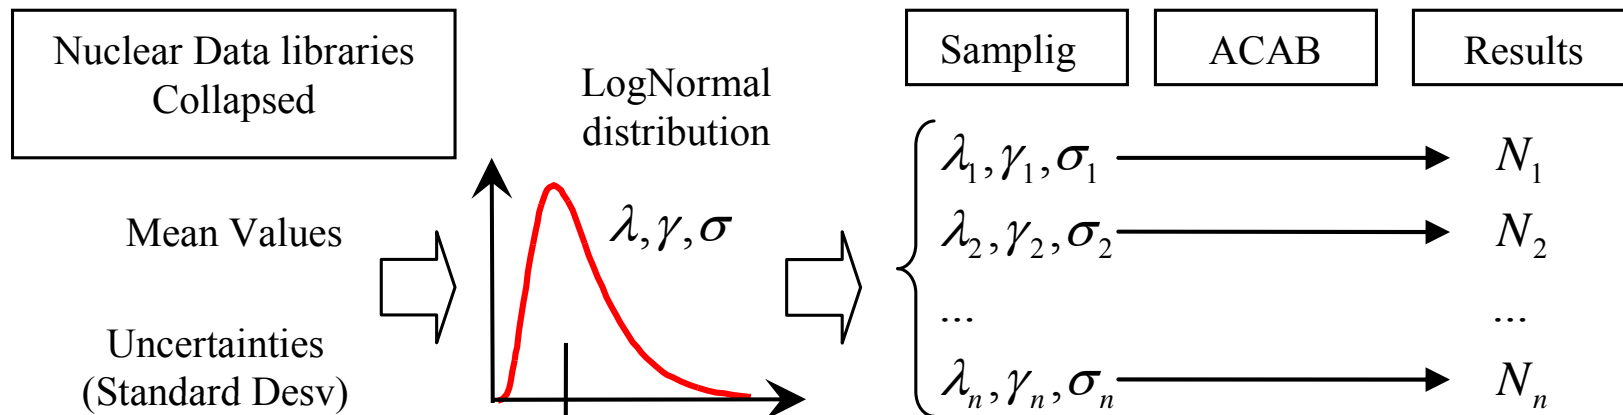 Nuclear Data libraries
Collapsed
Mean Values
Uncertainties
(Standard Desv)
LogNormal
distribution
λ, γ, σ
Samplig
ACAB
Results
λ₁, γ₁, σ₁
N₁
λ₂, γ₂, σ₂
N₂
...
...
λₙ, γₙ, σₙ
Nₙ